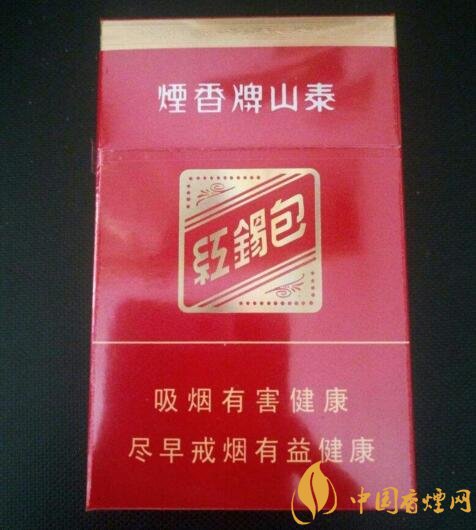 泰山牌香煙
紅錫包
吸烟有害健康
尽早戒烟有益健康
中国香煙网